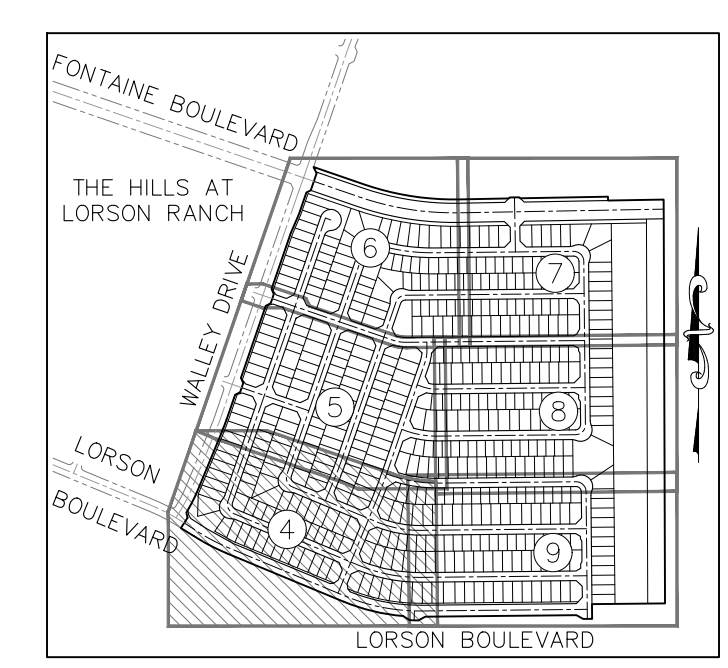 FONTAINE BOULEVARD
THE HILLS AT
LORSON RANCH
WALLEY DRIVE
6
7
5
8
LORSON
BOULEVARD
4
9
LORSON BOULEVARD